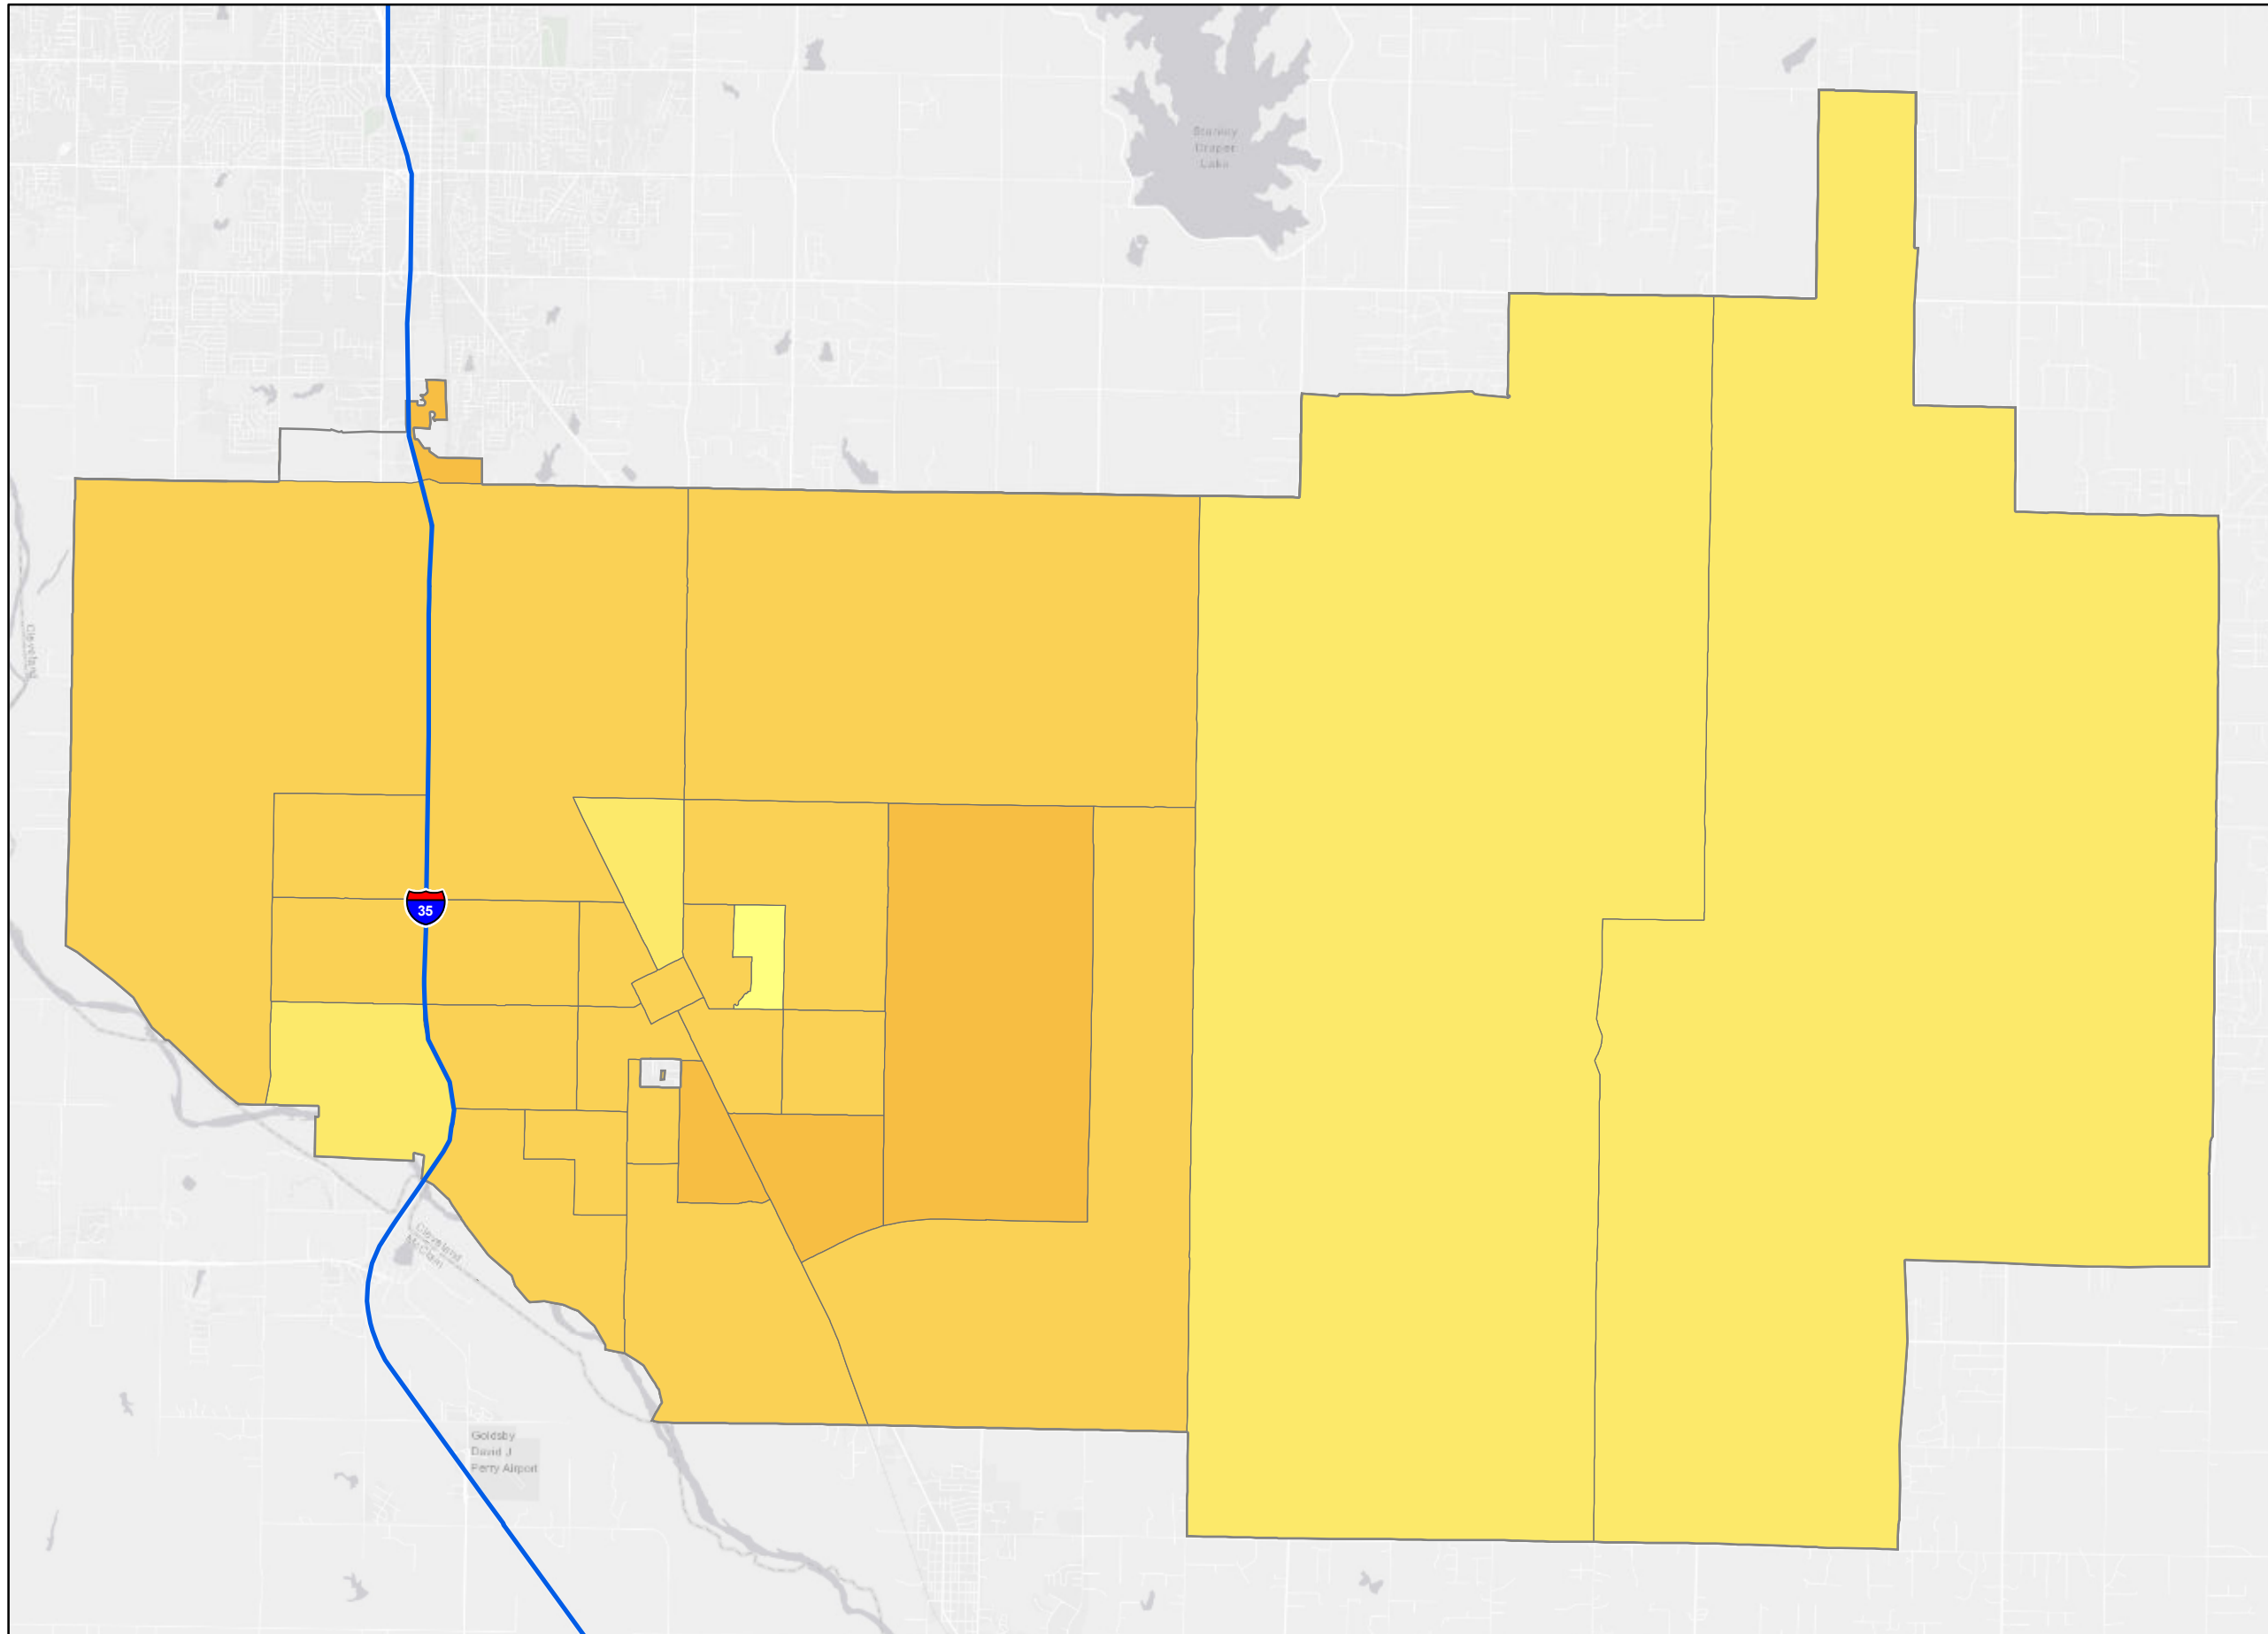 Stanley
Draper
Lake
Cleveland
35
Cleveland
McClain
Goldsby
David J
Perry Airport